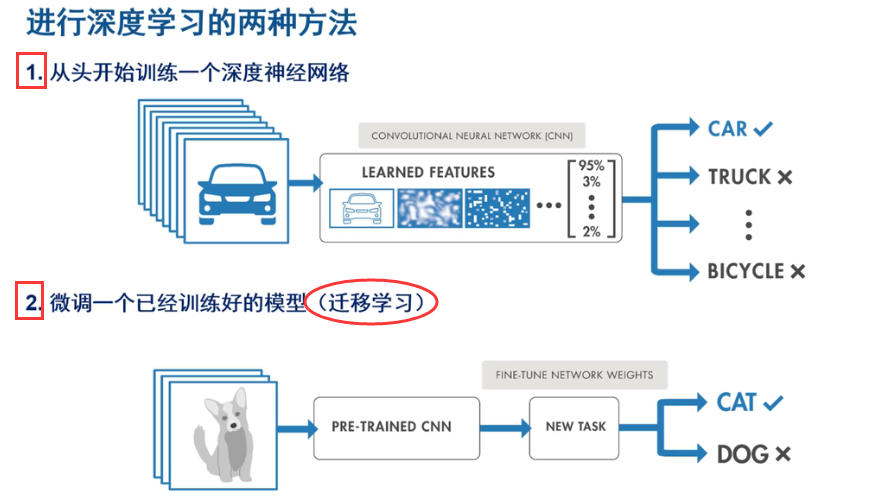 进行深度学习的两种方法
1. 从头开始训练一个深度神经网络
CONVOLUTIONAL NEURAL NETWORK (CNN)
LEARNED FEATURES
95%
3%
2%
CAR
TRUCK
BICYCLE
2. 微调一个已经训练好的模型（迁移学习）
FINE-TUNE NETWORK WEIGHTS
PRE-TRAINED CNN
NEW TASK
CAT
DOG